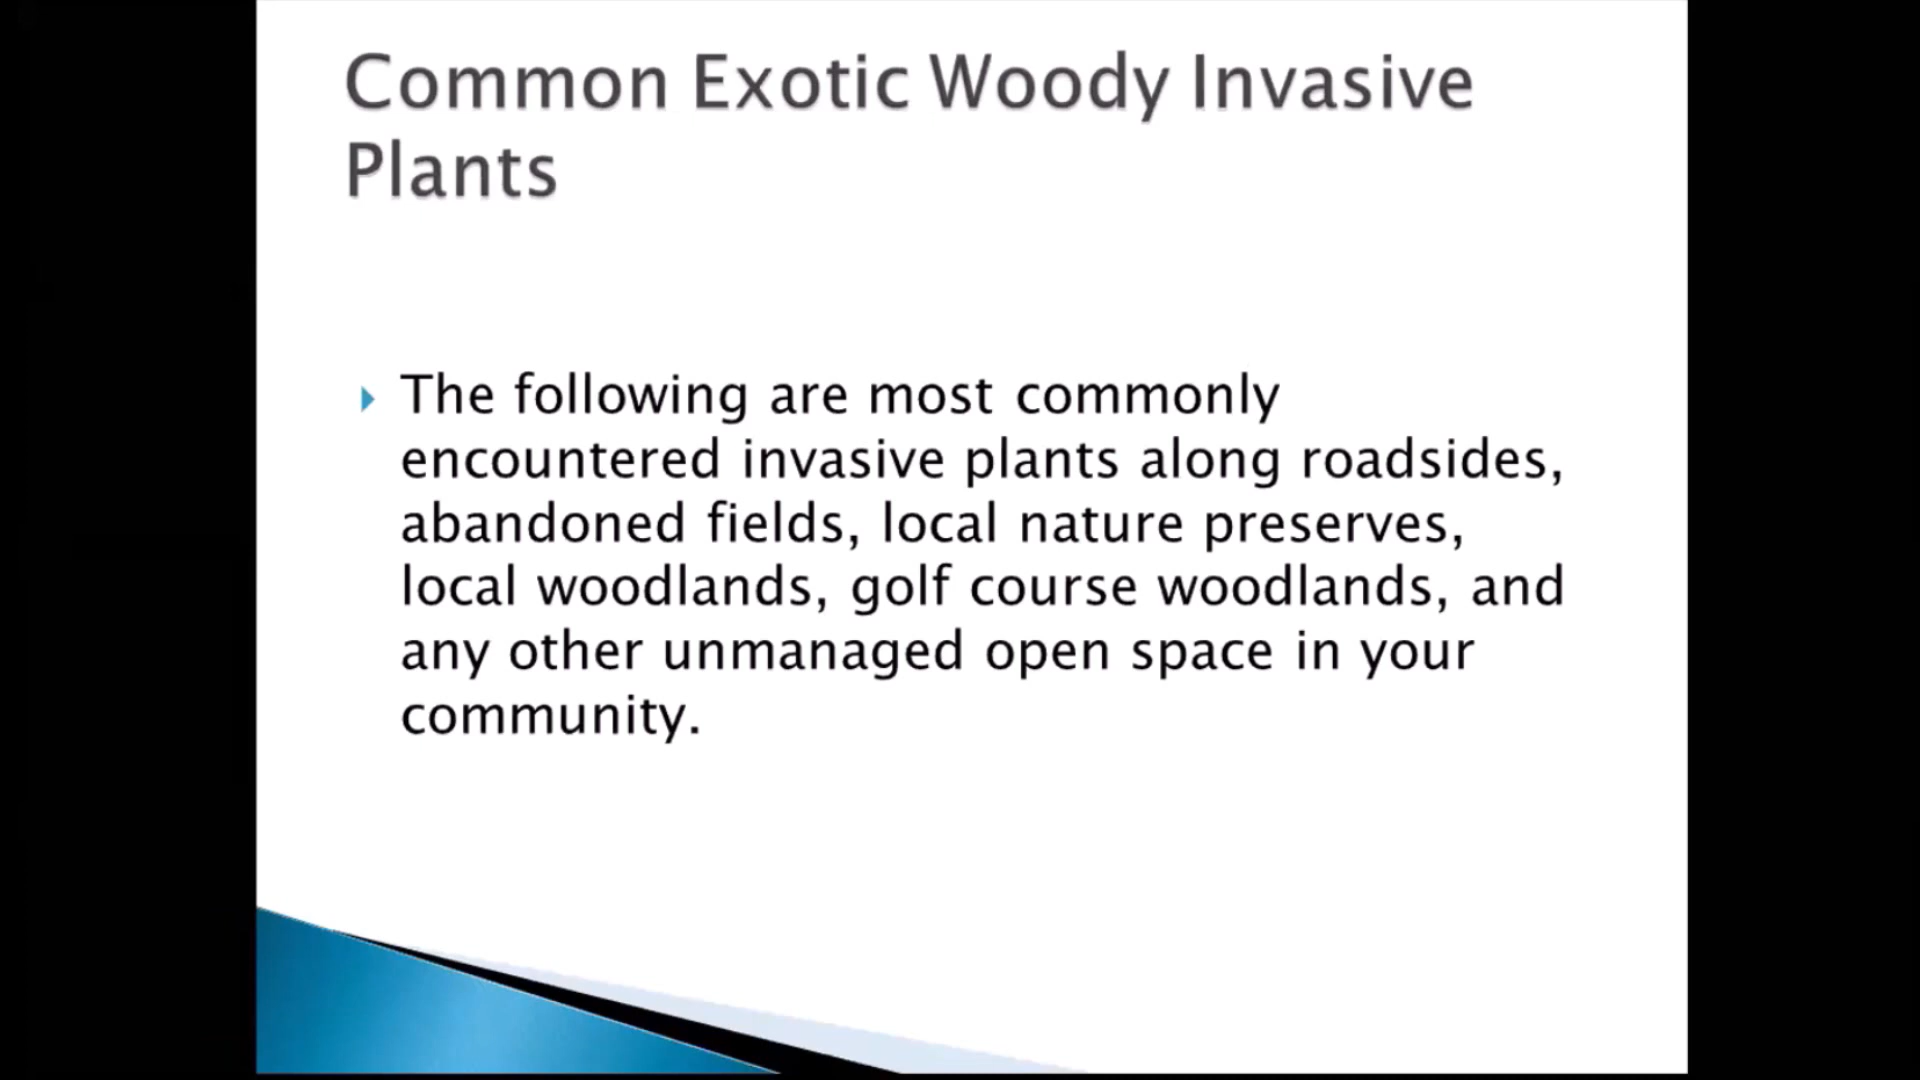 Common Exotic Woody Invasive
Plants
The following are most commonly
encountered invasive plants along roadsides,
abandoned fields, local nature preserves,
local woodlands, golf course woodlands, and
any other unmanaged open space in your
community.